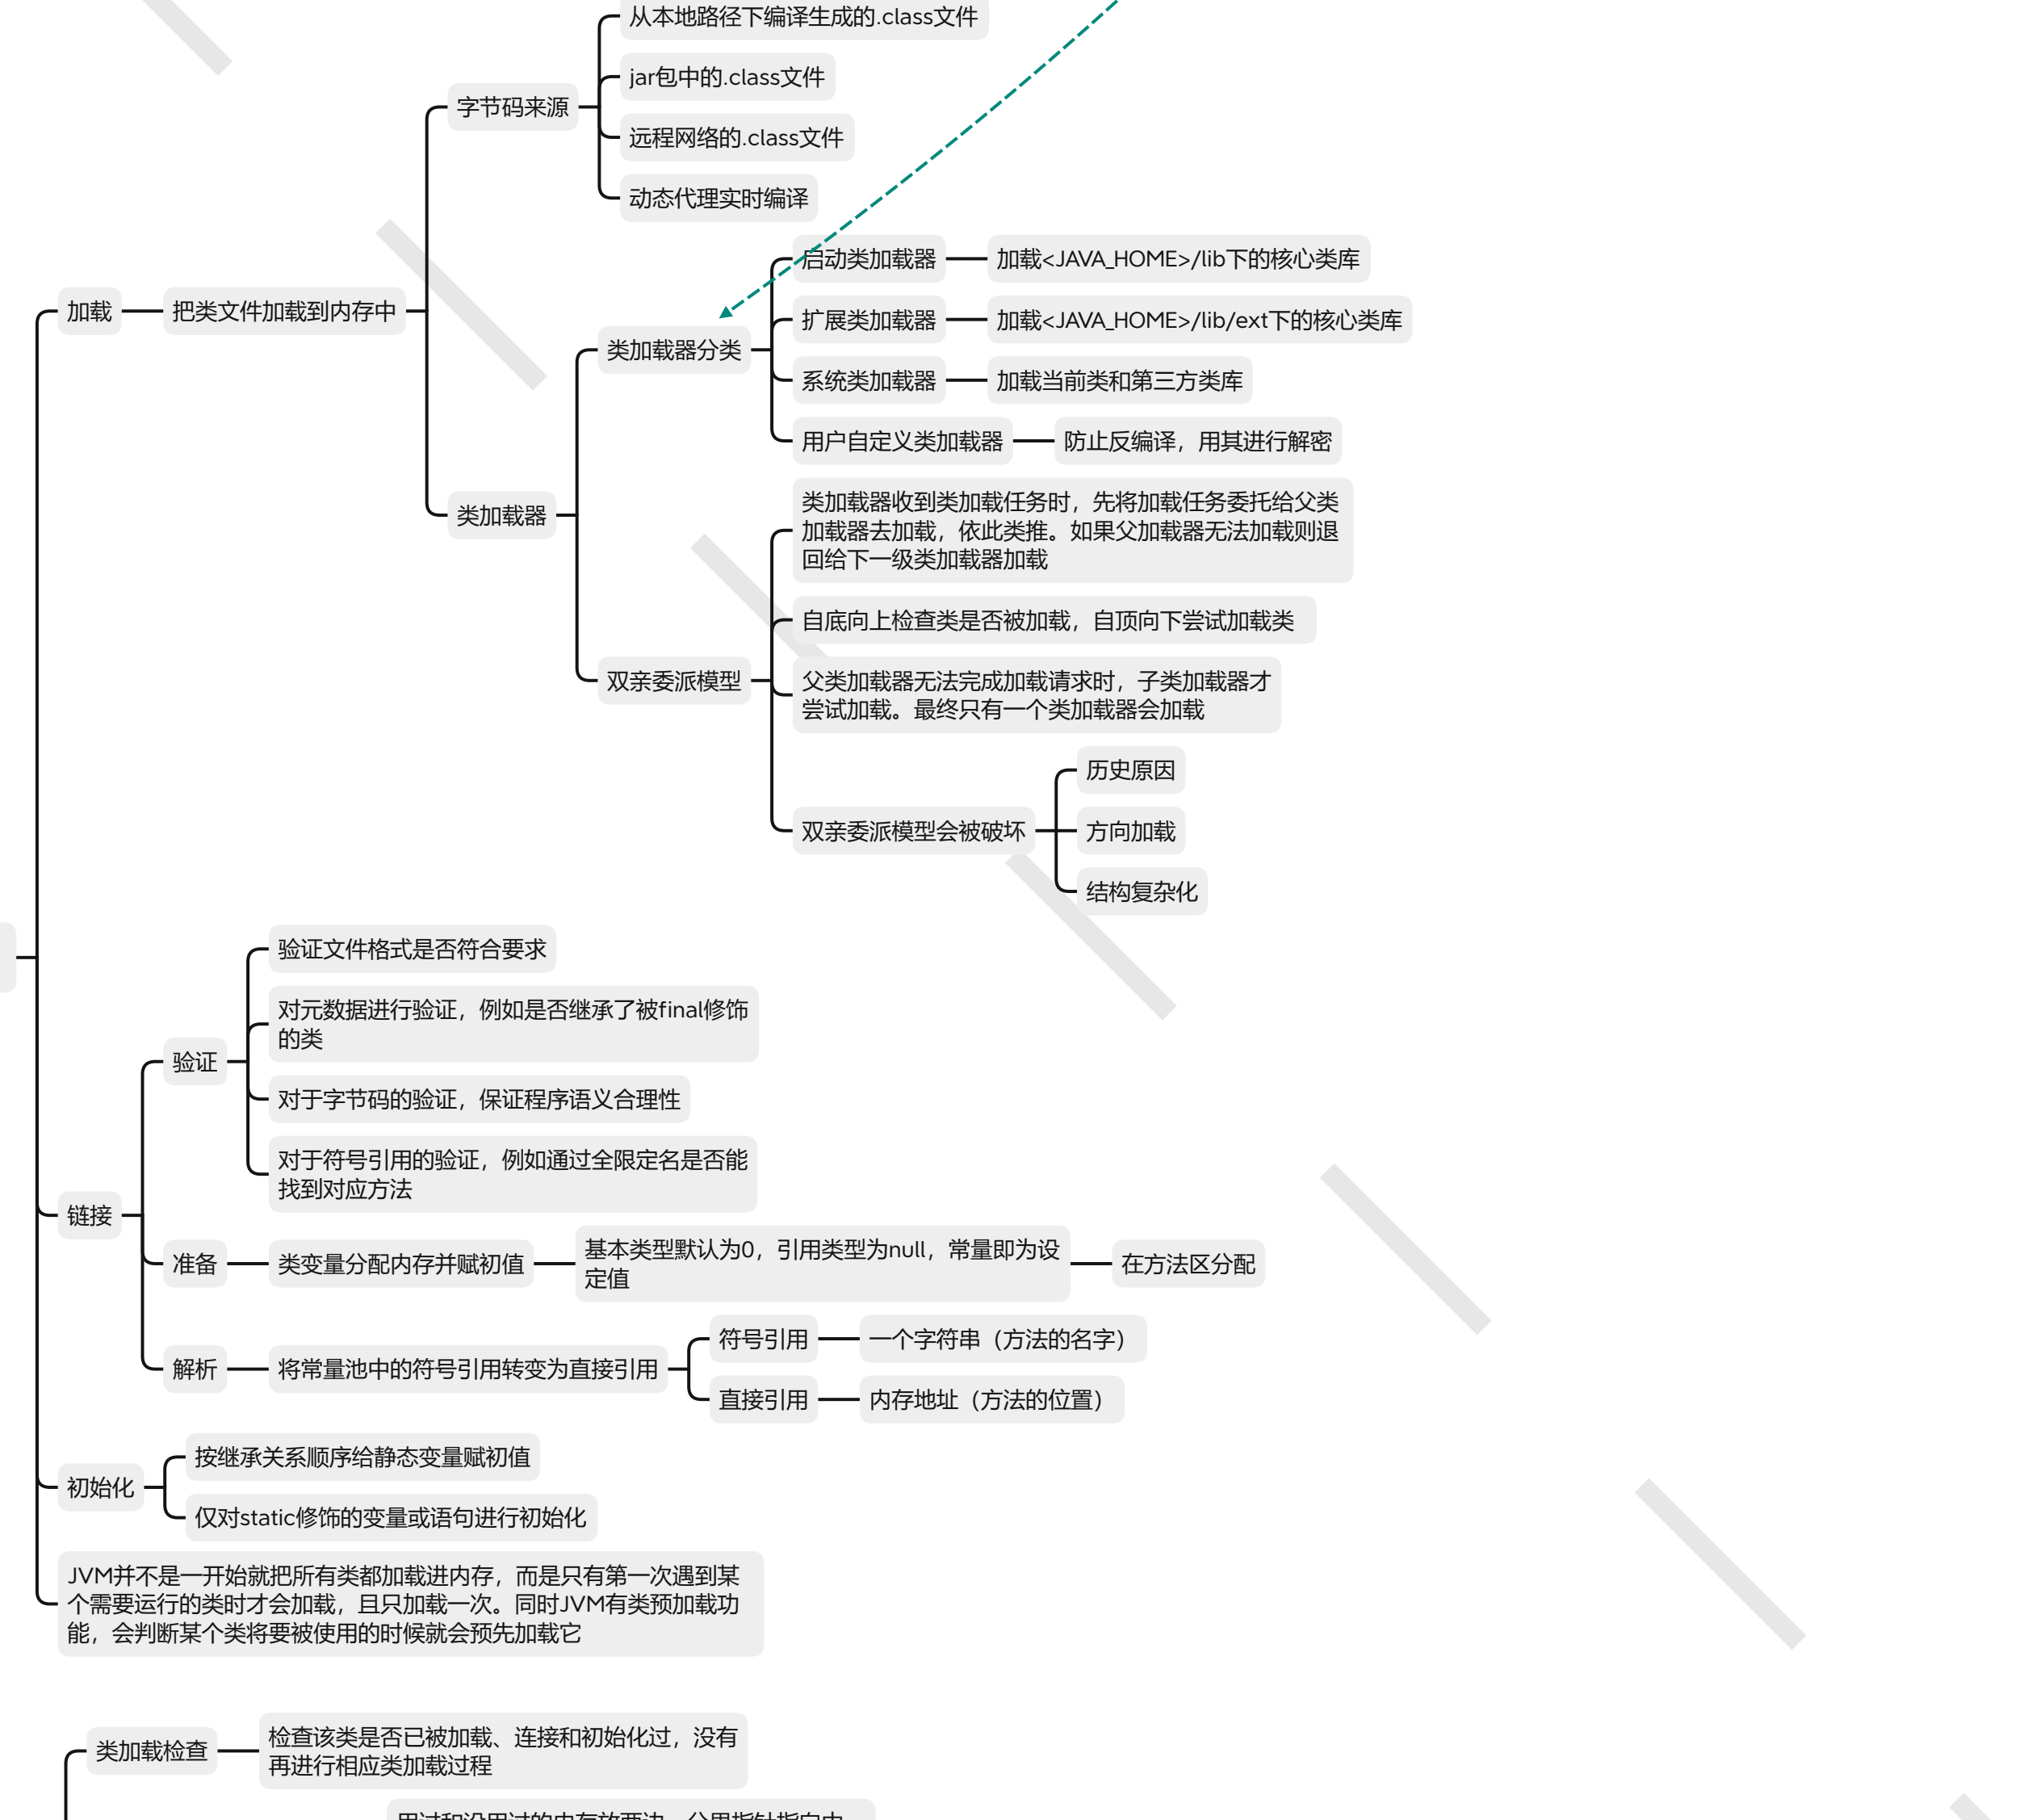 从本地路径下编译生成的.class文件
jar包中的.class文件
字节码来源
远程网络的.class文件
动态代理实时编译
启动类加载器
加载<JAVA_HOME>/lib下的核心类库
加载
把类文件加载到内存中
扩展类加载器
加载<JAVA_HOME>/lib/ext下的核心类库
类加载器分类
系统类加载器
加载当前类和第三方类库
用户自定义类加载器
防止反编译，用其进行解密
类加载器
类加载器收到类加载任务时，先将加载任务委托给父类
加载器去加载，依此类推。如果父加载器无法加载则退
回给下一级类加载器加载
自底向上检查类是否被加载，自顶向下尝试加载类
双亲委派模型
父类加载器无法完成加载请求时，子类加载器才
尝试加载。最终只有一个类加载器会加载
双亲委派模型会被破坏
历史原因
方向加载
结构复杂化
验证文件格式是否符合要求
对元数据进行验证，例如是否继承了被final修饰
的类
验证
对于字节码的验证，保证程序语义合理性
对于符号引用的验证，例如通过全限定名是否能
找到对应方法
链接
准备
类变量分配内存并赋初值
基本类型默认为0，引用类型为null，常量即为设
定值
在方法区分配
解析
将常量池中的符号引用转变为直接引用
符号引用
一个字符串（方法的名字）
直接引用
内存地址（方法的位置）
初始化
按继承关系顺序给静态变量赋初值
仅对static修饰的变量或语句进行初始化
JVM并不是一开始就把所有类都加载进内存，而是只有第一次遇到某
个需要运行的类时才会加载，且只加载一次。同时JVM有类预加载功
能，会判断某个类将要被使用的时候就会预先加载它
类加载检查
检查该类是否已被加载、连接和初始化过，没有
再进行相应类加载过程